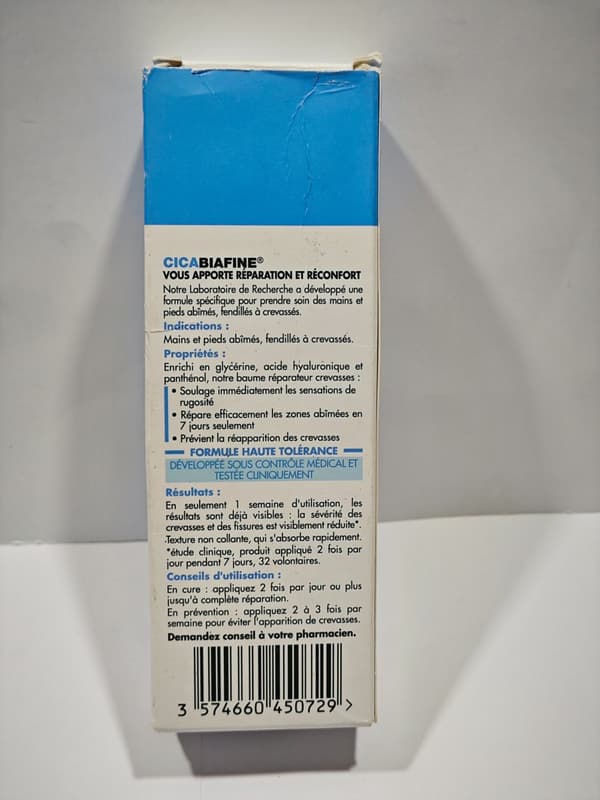 CICABIAFINE®
VOUS APPORTE RÉPARATION ET RÉCONFORT
Notre Laboratoire de Recherche a développé une
formule spécifique pour prendre soin des mains et
pieds abîmés, fendillés à crevassés.
Indications :
Mains et pieds abîmés, fendillés à crevassés.
Propriétés :
Enrichi en glycérine, acide hyaluronique et
panthénol, notre baume réparateur crevasses :
• Soulage immédiatement les sensations de
rugosité
• Répare efficacement les zones abîmées en
7 jours seulement
• Prévient la réapparition des crevasses
FORMULE HAUTE TOLÉRANCE
DÉVELOPPÉE SOUS CONTRÔLE MÉDICAL ET
TESTÉE CLINIQUEMENT
Résultats :
En seulement 1 semaine d'utilisation, les
résultats sont déjà visibles : la sévérité des
crevasses et des fissures est visiblement réduite*.
Texture non collante, qui s'absorbe rapidement.
*étude clinique, produit appliqué 2 fois par
jour pendant 7 jours, 32 volontaires.
Conseils d'utilisation :
En cure : appliquez 2 fois par jour ou plus
jusqu'à complète réparation.
En prévention : appliquez 2 à 3 fois par
semaine pour éviter l'apparition de crevasses.
Demandez conseil à votre pharmacien.
3 574660 450729 >